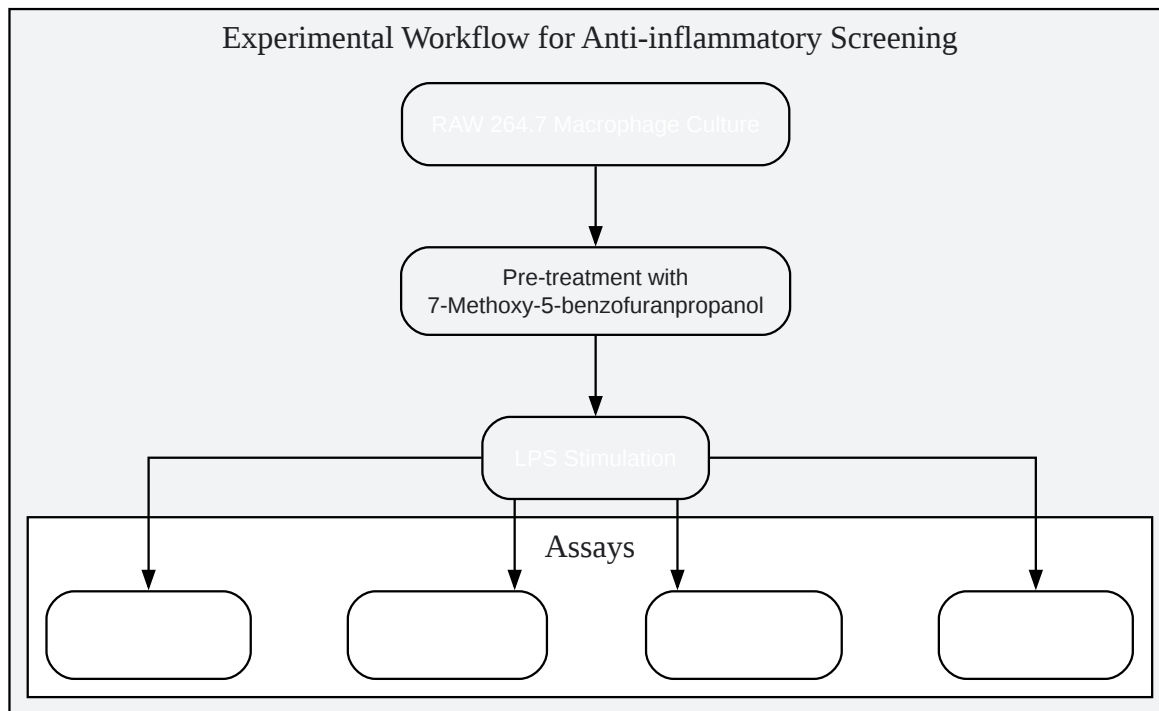 Experimental Workflow for Anti-inflammatory Screening
RAW 264.7 Macrophage Culture
Pre-treatment with
7-Methoxy-5-benzofuranpropanol
LPS Stimulation
Assays